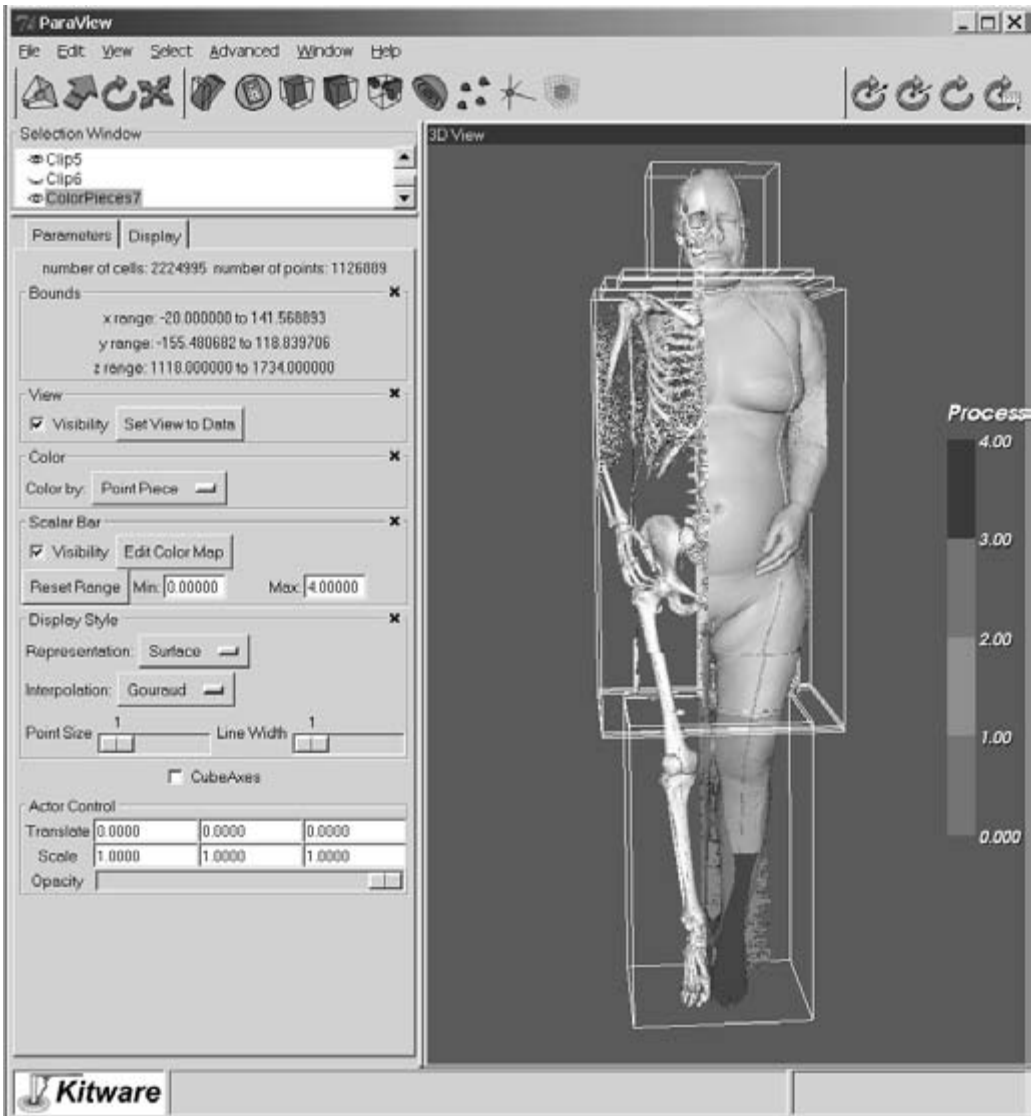 ParaView
File Edit View Select Advanced Window Help
Selection Window
3D View
Clip5
Clip6
ColorPieces7
Parameters Display
number of cells: 2224995 number of points: 1126889
Bounds
x range: -20.000000 to 141.568893
y range: -155.480682 to 118.839706
z range: 1118.000000 to 1734.000000
View
Visibility Set View to Data
Color
Color by: Point Piece
Scalar Bar
Visibility Edit Color Map
Reset Range Min: 0.00000 Max: 4.00000
Display Style
Representation: Surface
Interpolation: Gouraud
Point Size 1 Line Width 1
CubeAxes
Actor Control
Translate 0.0000 0.0000 0.0000
Scale 1.0000 1.0000 1.0000
Opacity
Process
4.00
3.00
2.00
1.00
0.000
Kitware